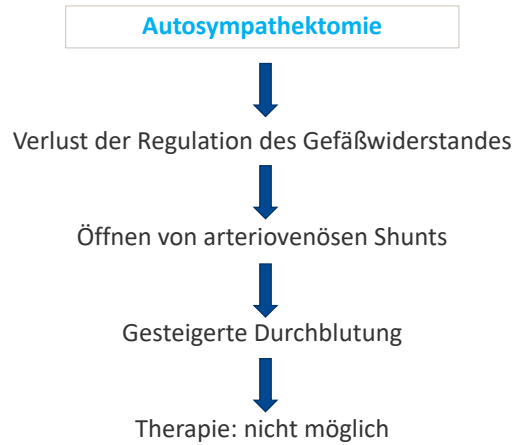 Autosympathektomie
Verlust der Regulation des Gefäßwiderstandes
Öffnen von arteriovenösen Shunts
Gesteigerte Durchblutung
Therapie: nicht möglich